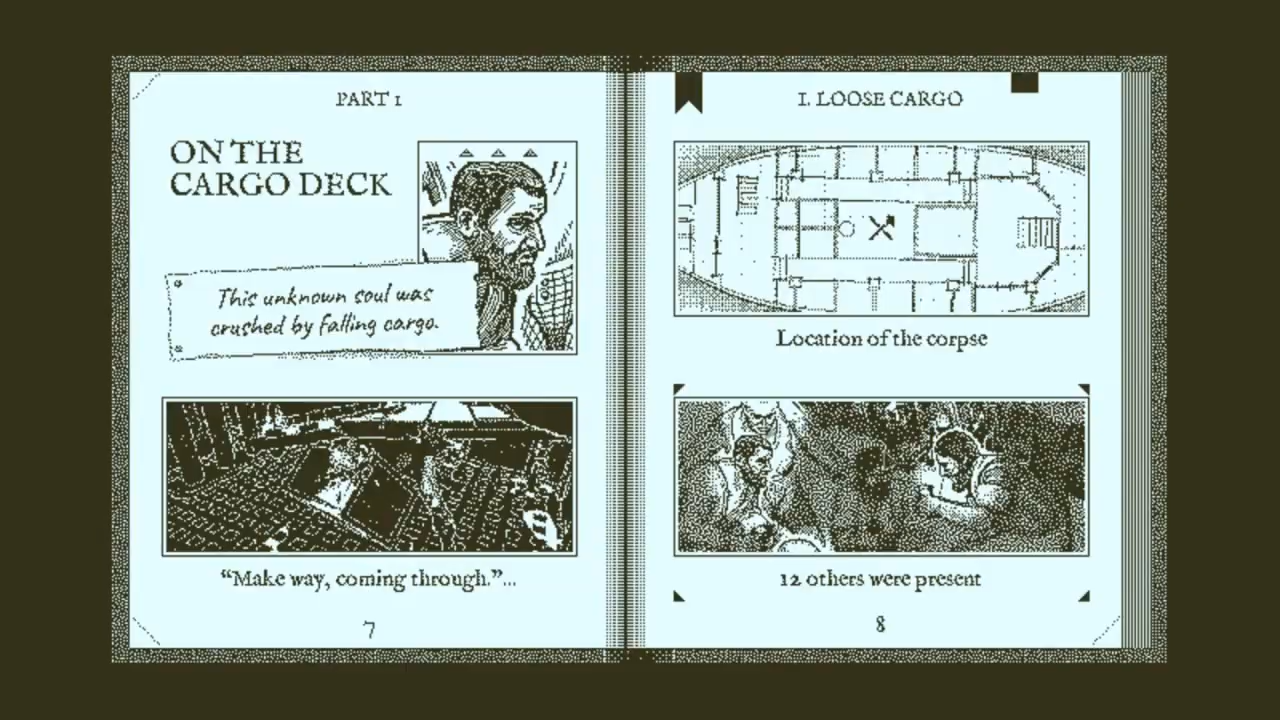 PART 1
ON THE
CARGO DECK
This unknown soul was
crushed by falling cargo.
“Make way, coming through.”...
7
I. LOOSE CARGO
Location of the corpse
12 others were present
8